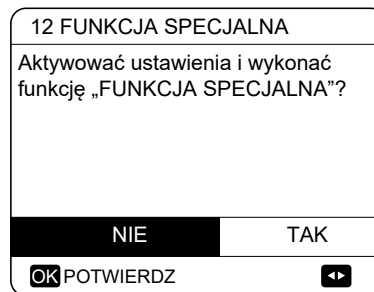 12 FUNKCJA SPECJALNA
Aktywować ustawienia i wykonać
funkcję „FUNKCJA SPECJALNA”?
NIE TAK
OK POTWIERDZ